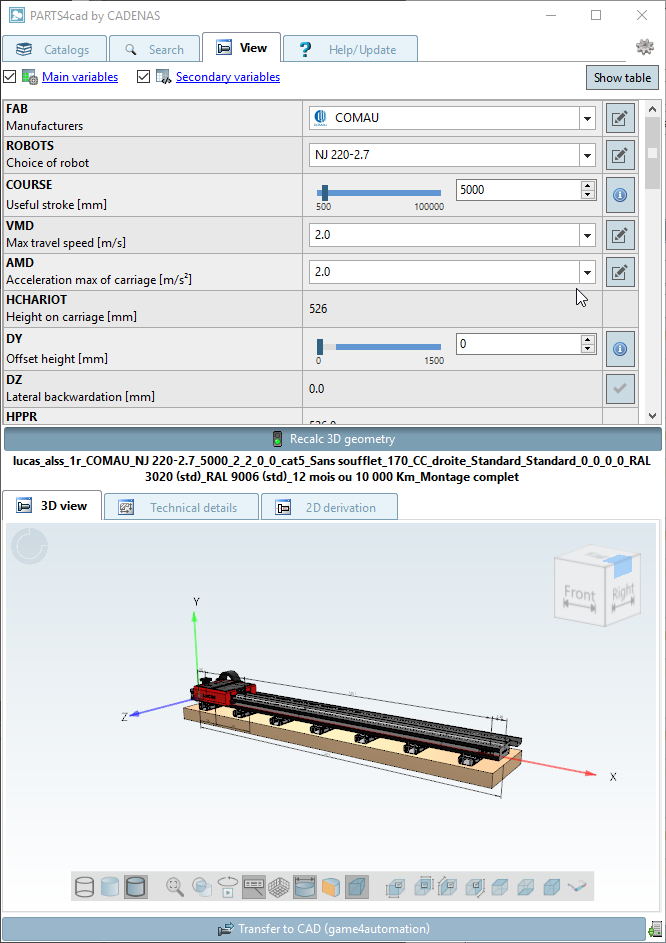 PARTS4cad by CADENAS
Catalogs
Search
View
Help/Update
Main variables
Secondary variables
Show table
FAB
Manufacturers
COMAU
ROBOTS
Choice of robot
NJ 220-2.7
COURSE
Useful stroke [mm]
500
100000
5000
VMD
Max travel speed [m/s]
2.0
AMD
Acceleration max of carriage [m/s²]
2.0
HCHARIOT
Height on carriage [mm]
526
DY
Offset height [mm]
0
1500
0
DZ
Lateral backwardation [mm]
0.0
HPPR
Recalc 3D geometry
lucas_alss_1r_COMAU_NJ 220-2.7_5000_2_2_0_0_cat5_Sans soufflet_170_CC_droite_Standard_Standard_0_0_0_0_RAL
3020 (std)_RAL 9006 (std)_12 mois ou 10 000 Km_Montage complet
3D view
Technical details
2D derivation
Front
Right
Y
Z
X
Transfer to CAD (game4automation)